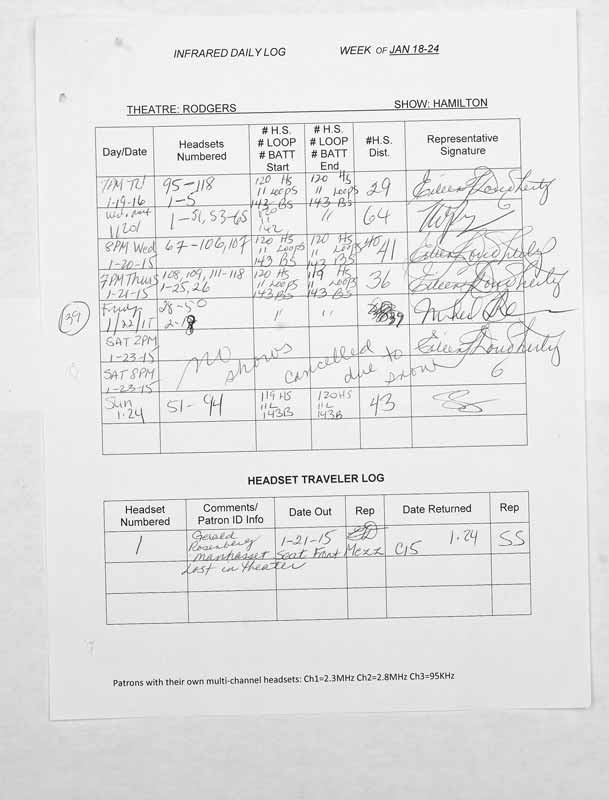 INFRARED DAILY LOG WEEK OF JAN 18-24
THEATRE: RODGERS SHOW: HAMILTON
Day/Date Headsets Numbered # H.S. # LOOP # BATT Start # H.S. # LOOP # BATT End #H.S. Dist. Representative Signature
7PM TU 1-19-16 95-118 1-5 120 HS 11 Loops 143 BS 120 HS 11 Loops 143 BS 29 Eileen Dougherty
Wed. mat 1/20/ 1-51, 53-65 120 11 142 " 64
8PM Wed 1-20-15 67-106, 107 120 HS 11 Loops 143 BS 120 HS 11 Loops 143 BS 41 Eileen Dougherty
7PM Thurs 1-21-15 108, 109, 111-118 1-25, 26 120 HS 11 Loops 143 BS 119 HS 11 Loops 143 BS 36 Eileen Dougherty
39 Friday 1/22/15 28-50 2-18 " " 39
SAT 2PM 1-23-15 no shows cancelled due to snow Eileen Dougherty
SAT 8PM 1-23-15 6
Sun 1-24 51-94 119 HS 11 L 143B 120 HS 11 L 143B 43 SS
HEADSET TRAVELER LOG
Headset Numbered Comments/ Patron ID Info Date Out Rep Date Returned Rep
1 Gerald Rosenberg 1-21-15 ED 1.24 SS
Manhasset Seat Front Mezz C15
Lost in theater
Patrons with their own multi-channel headsets: Ch1=2.3MHz Ch2=2.8MHz Ch3=95KHz